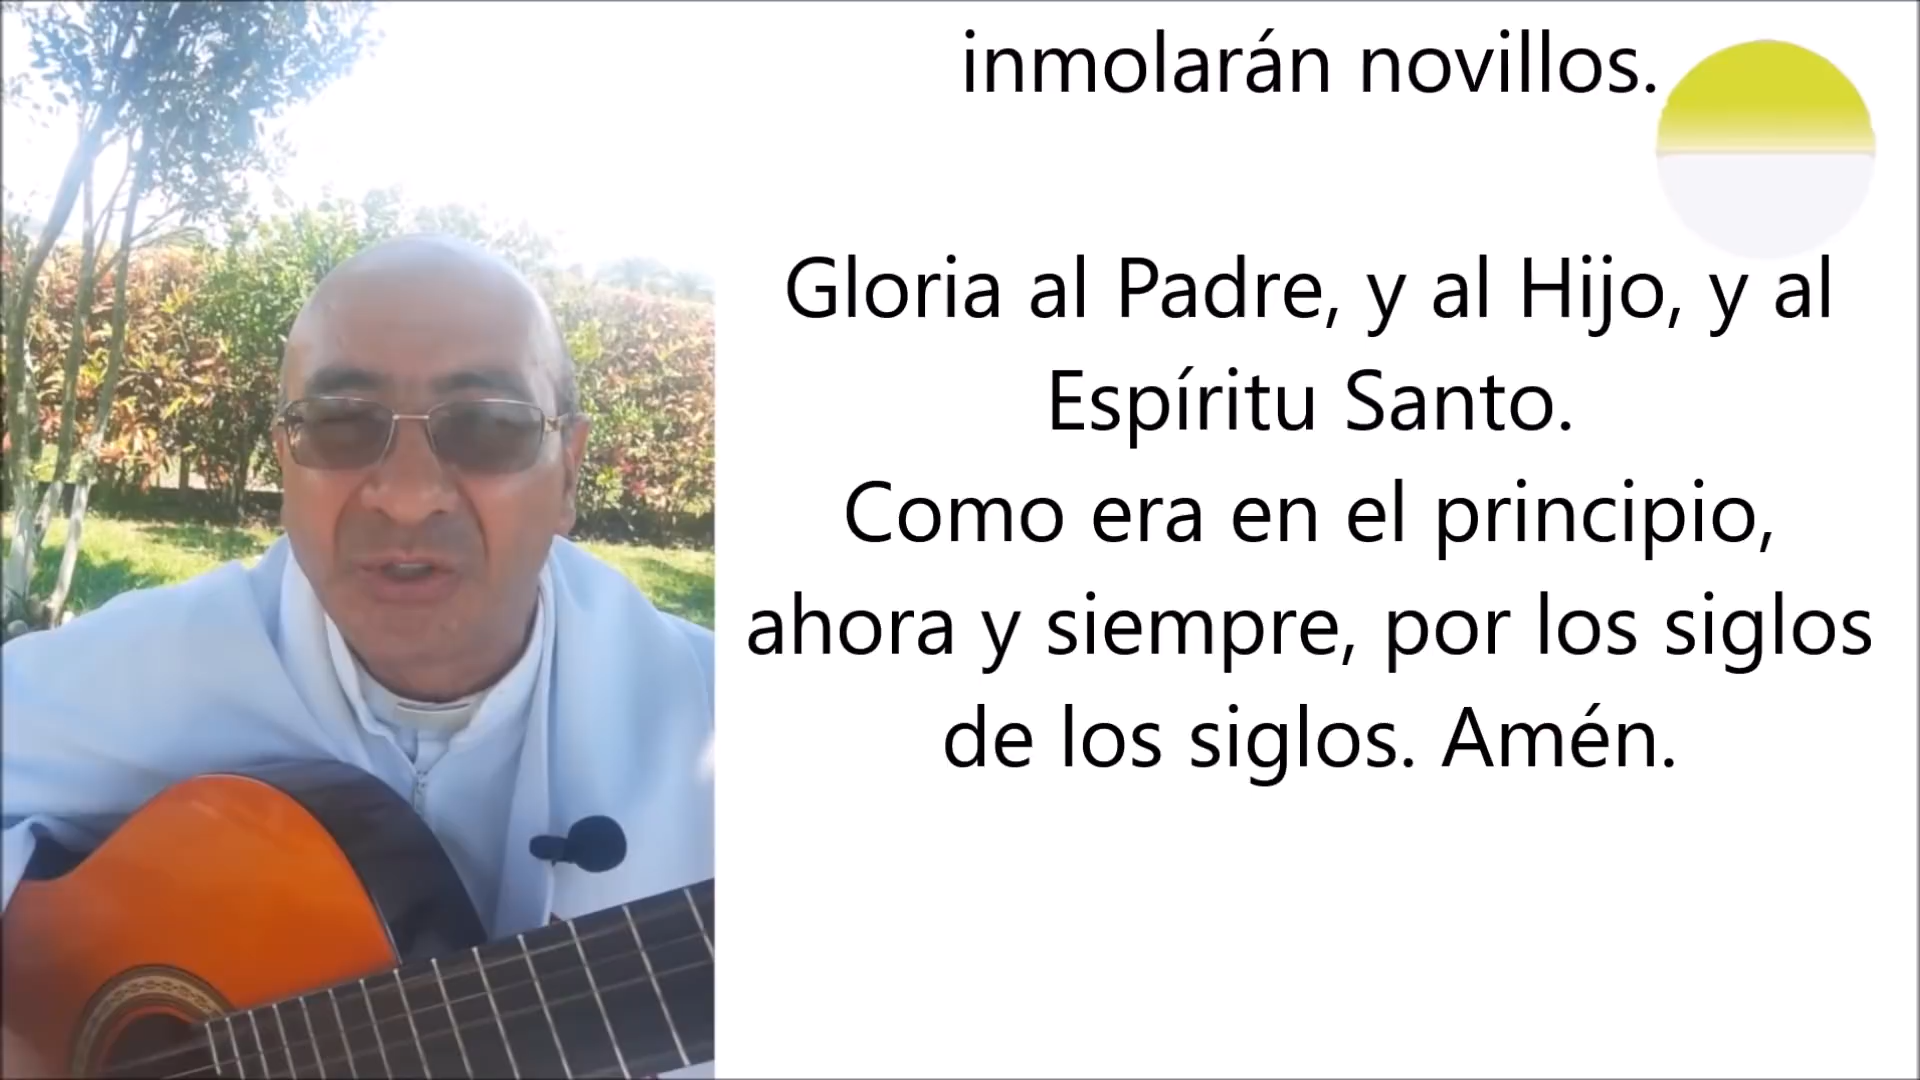 inmolarán novillos.
Gloria al Padre, y al Hijo, y al
Espíritu Santo.
Como era en el principio,
ahora y siempre, por los siglos
de los siglos. Amén.